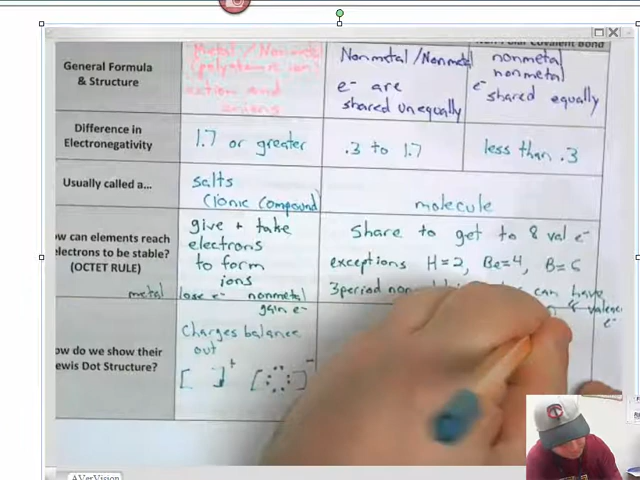 Non-Polar Covalent Bond
General Formula
& Structure
Metal / Nonmetal
(polyatomic ion)
cation and
anions
Nonmetal / Nonmetal
e⁻ are
shared unequally
nonmetal
nonmetal
e⁻ shared equally
Difference in
Electronegativity
1.7 or greater
.3 to 1.7
less than .3
Usually called a...
salts
(ionic compound)
molecule
ow can elements reach
electrons to be stable?
(OCTET RULE)
give + take
electrons
to form
ions
metal lose e⁻ nonmetal
gain e⁻
Share to get to 8 val e⁻
exceptions H=2, Be=4, B=6
3 period can have
8 valence
e⁻
ow do we show their
ewis Dot Structure?
Charges balance
out
[ ]⁺ [ ]⁻
AVerVision